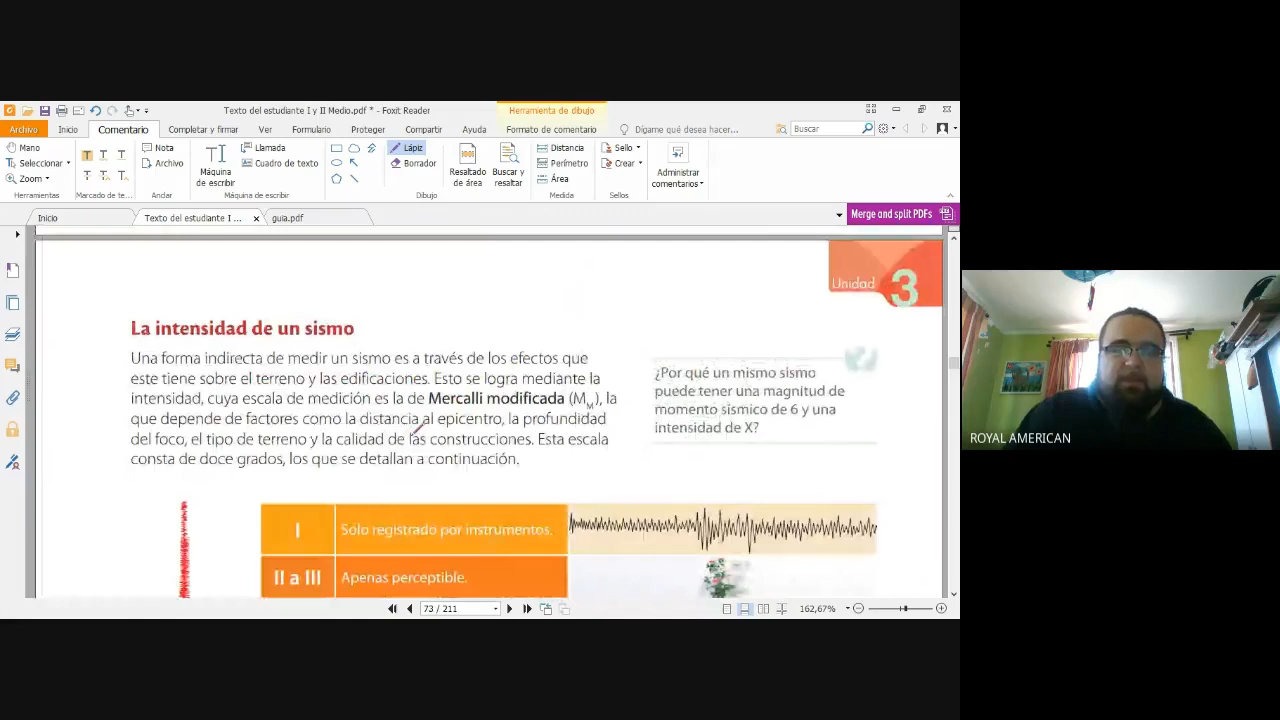 Texto del estudiante I y II Medio.pdf * - Foxit Reader
Herramienta de dibujo
Archivo
Inicio
Comentario
Completar y firmar
Ver
Formulario
Proteger
Compartir
Ayuda
Formato de comentario
Dígame qué desea hacer...
Buscar
Mano
Seleccionar
Zoom
Herramientas
Marcado de te...
Nota
Archivo
Anclar
Máquina
de escribir
Llamada
Cuadro de texto
Máquina de escribir
Lápiz
Borrador
Dibujo
Resaltado
de área
Buscar y
resaltar
Distancia
Perímetro
Área
Medida
Sello
Crear
Sellos
Administrar
comentarios
Inicio
Texto del estudiante I ...
guia.pdf
Merge and split PDFs
Unidad 3
La intensidad de un sismo
Una forma indirecta de medir un sismo es a través de los efectos que
este tiene sobre el terreno y las edificaciones. Esto se logra mediante la
intensidad, cuya escala de medición es la de Mercalli modificada (MM), la
que depende de factores como la distancia al epicentro, la profundidad
del foco, el tipo de terreno y la calidad de las construcciones. Esta escala
consta de doce grados, los que se detallan a continuación.
¿Por qué un mismo sismo
puede tener una magnitud de
momento sísmico de 6 y una
intensidad de X?
I Sólo registrado por instrumentos.
II a III Apenas perceptible.
73 / 211
162,67%
ROYAL AMERICAN